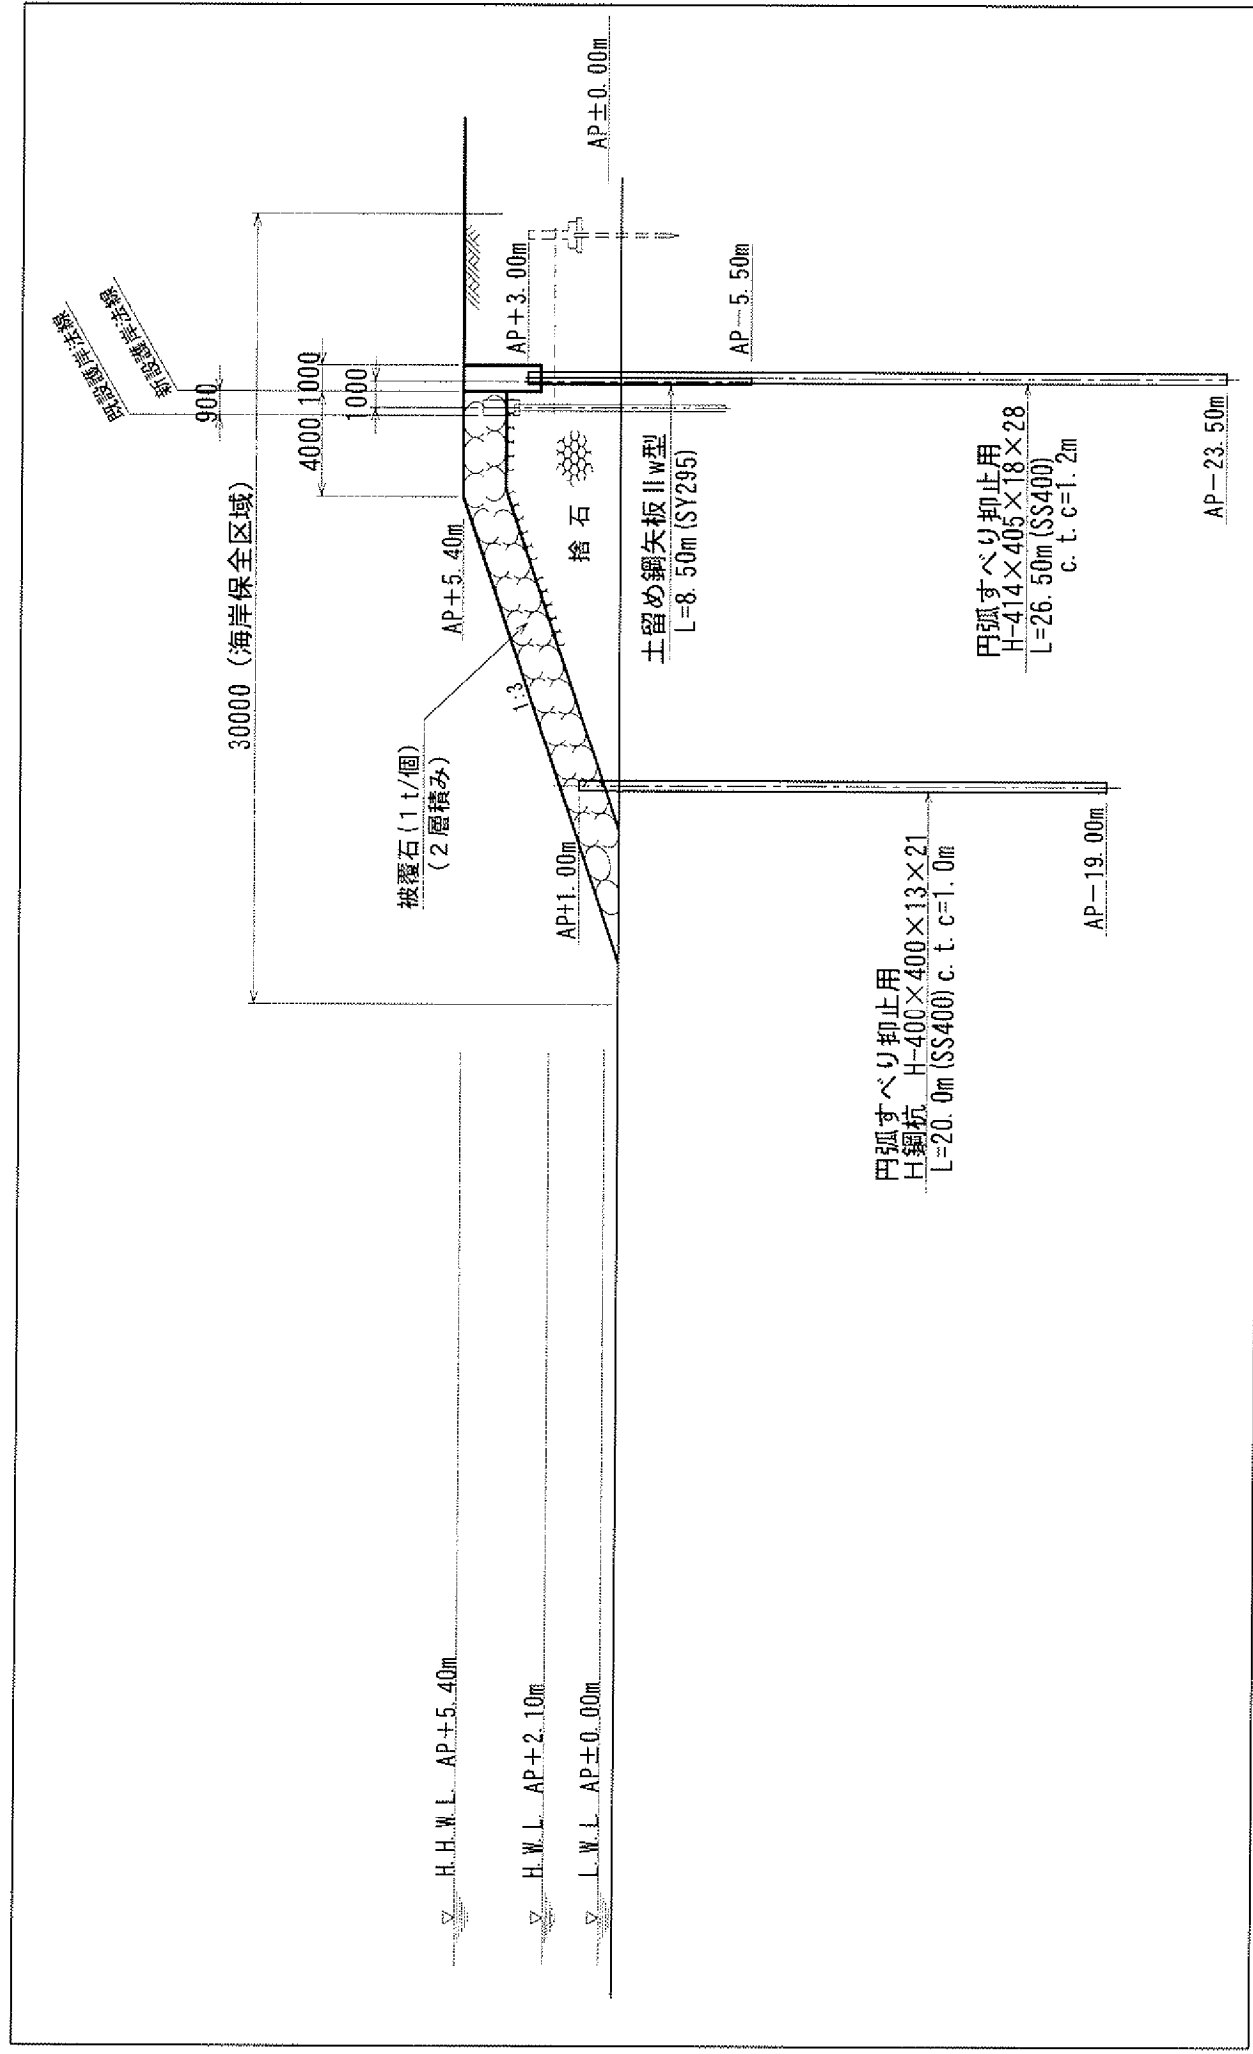 既設護岸法線
新設護岸法線
900
30000 (海岸保全区域)
4000
1000
1000
AP+5.40m
AP+3.00m
AP±0.00m
被覆石(1t/個)
(2層積み)
1:3
捨石
AP+1.00m
土留め鋼矢板Ⅱw型
L=8.50m(SY295)
AP-5.50m
円弧すべり抑止用
H-414×405×18×28
L=26.50m(SS400)
c.t.c=1.2m
AP-23.50m
円弧すべり抑止用
H鋼杭 H-400×400×13×21
L=20.0m(SS400)c.t.c=1.0m
AP-19.00m
H.H.W.L. AP+5.40m
H.W.L. AP+2.10m
L.W.L. AP±0.00m